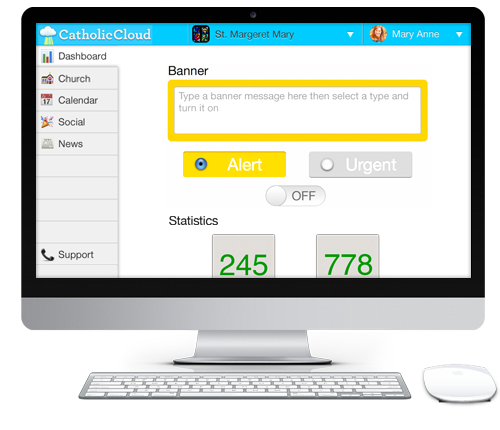 CatholicCloud
St. Margeret Mary
Mary Anne
Dashboard
Church
Calendar
Social
News
Support
Banner
Type a banner message here then select a type and
turn it on
Alert
Urgent
OFF
Statistics
245
778